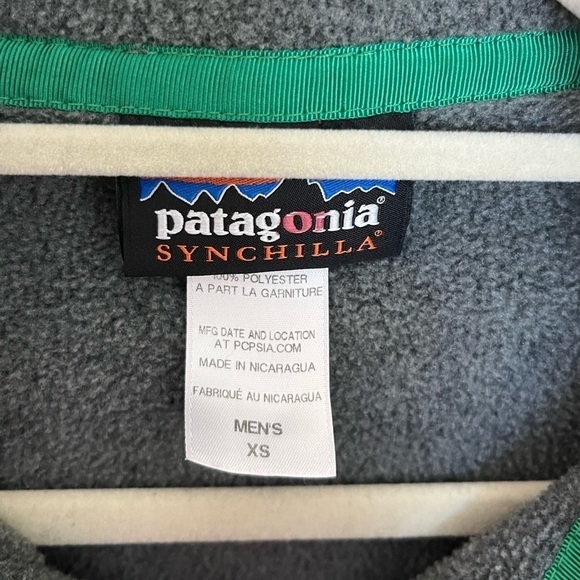 patagonia®
SYNCHILLA®
100% POLYESTER
A PART LA GARNITURE
MFG DATE AND LOCATION
AT PCPSIA.COM
MADE IN NICARAGUA
FABRIQUÉ AU NICARAGUA
MEN'S
XS